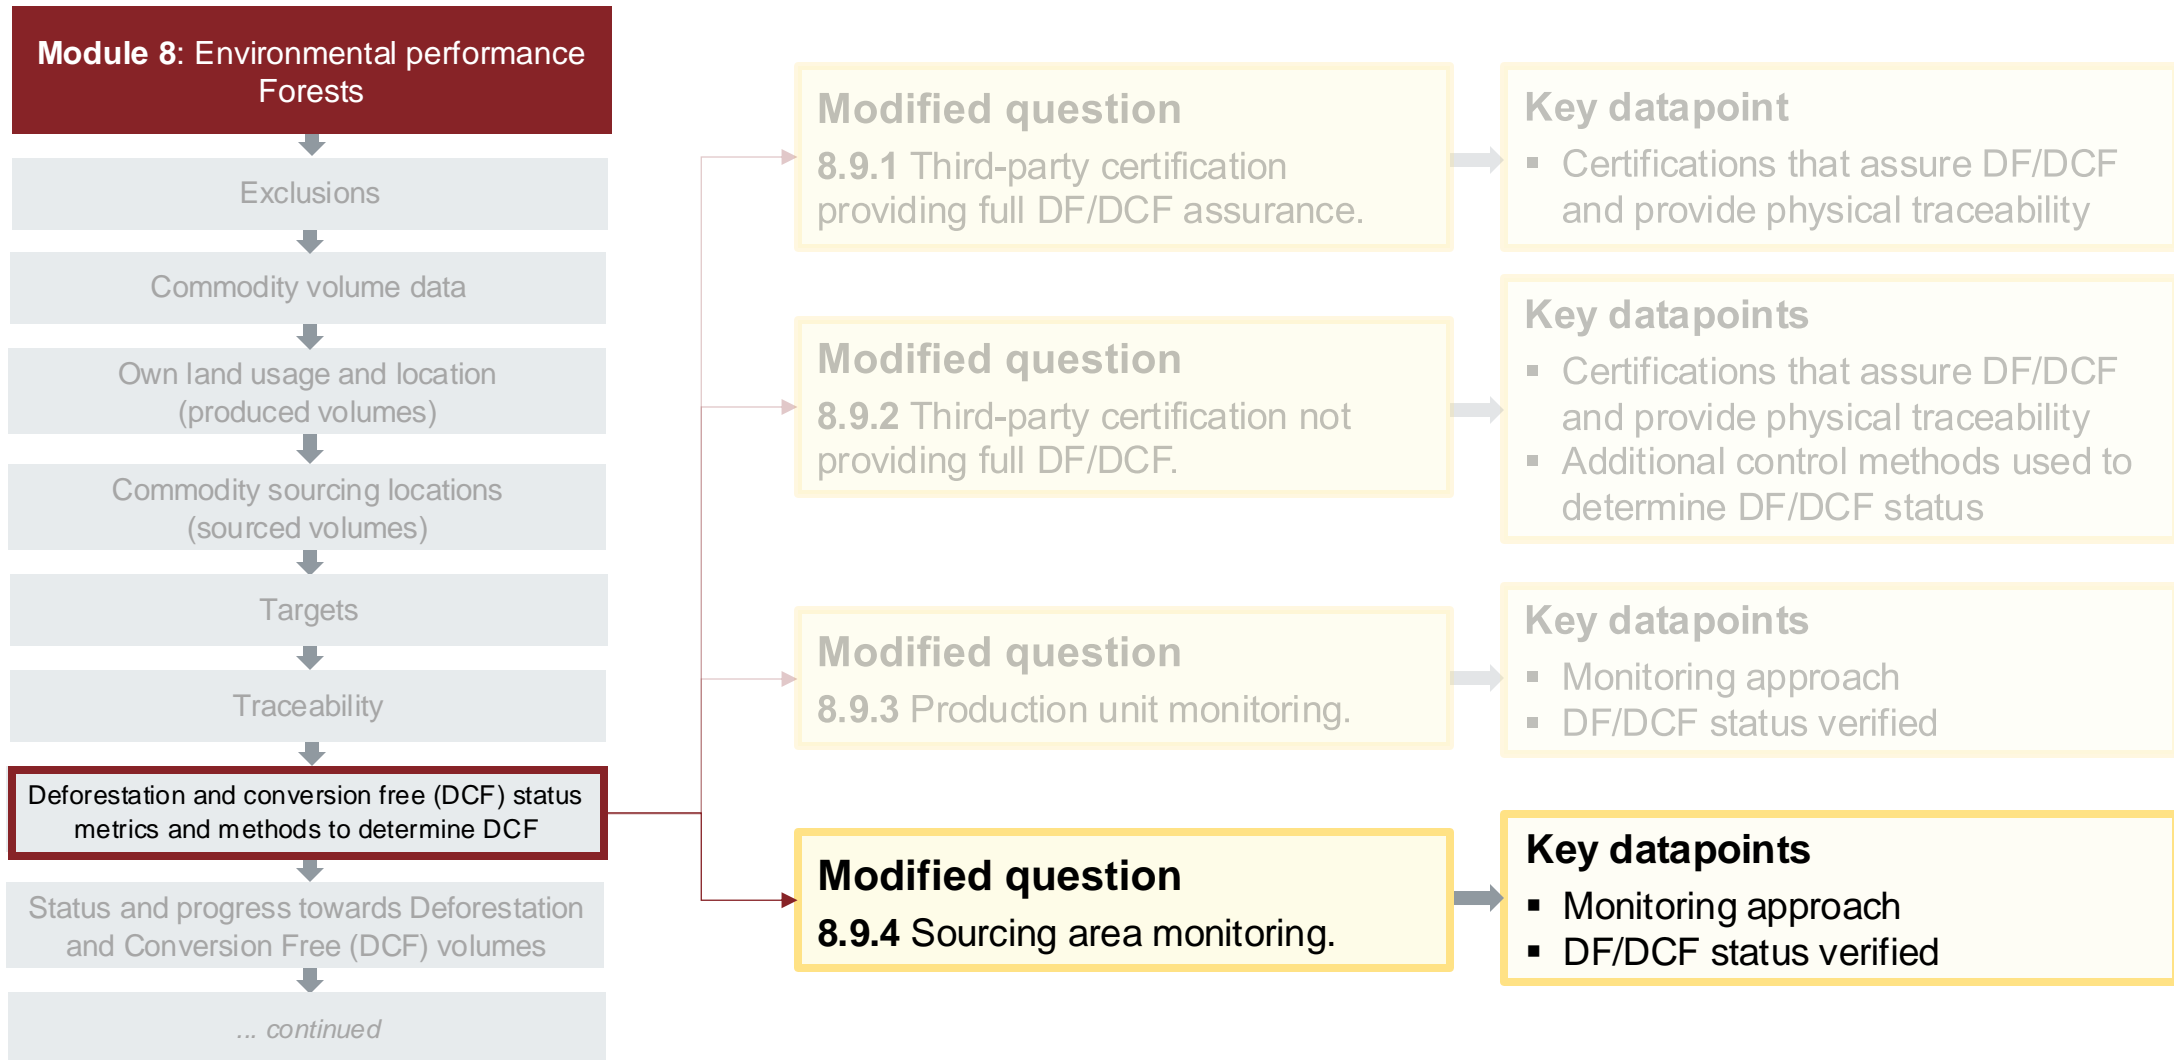 Module 8: Environmental performance
Forests
Exclusions
Commodity volume data
Own land usage and location
(produced volumes)
Commodity sourcing locations
(sourced volumes)
Targets
Traceability
Deforestation and conversion free (DCF) status
metrics and methods to determine DCF
Status and progress towards Deforestation
and Conversion Free (DCF) volumes
... continued
Modified question
8.9.1 Third-party certification
providing full DF/DCF assurance.
Key datapoint
▪ Certifications that assure DF/DCF
and provide physical traceability
Modified question
8.9.2 Third-party certification not
providing full DF/DCF.
Key datapoints
▪ Certifications that assure DF/DCF
and provide physical traceability
▪ Additional control methods used to
determine DF/DCF status
Modified question
8.9.3 Production unit monitoring.
Key datapoints
▪ Monitoring approach
▪ DF/DCF status verified
Modified question
8.9.4 Sourcing area monitoring.
Key datapoints
▪ Monitoring approach
▪ DF/DCF status verified